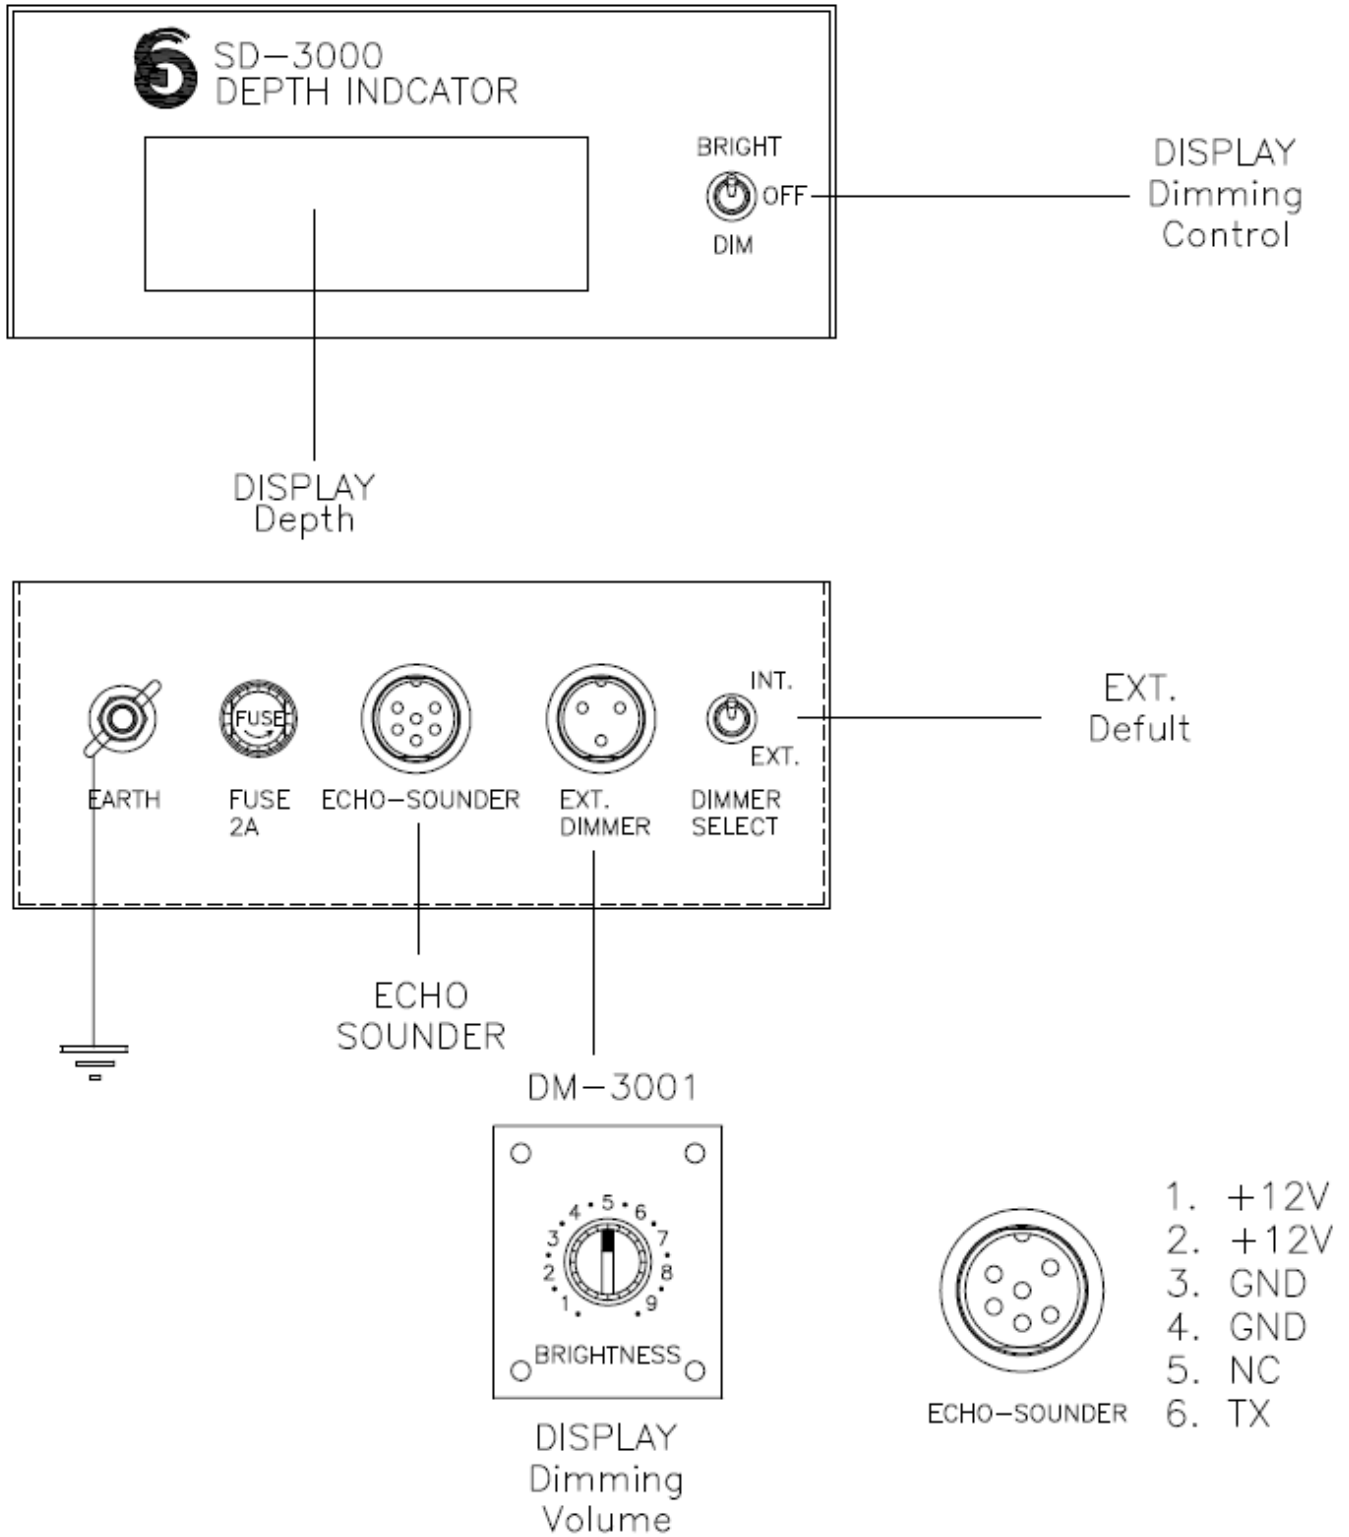 SD-3000
DEPTH INDCATOR
BRIGHT
OFF
DIM
DISPLAY
Dimming
Control
DISPLAY
Depth
EARTH
FUSE
FUSE
2A
ECHO-SOUNDER
EXT.
DIMMER
INT.
EXT.
DIMMER
SELECT
EXT.
Defult
ECHO
SOUNDER
DM-3001
1
2
3
4
5
6
7
8
9
BRIGHTNESS
DISPLAY
Dimming
Volume
ECHO-SOUNDER
1. +12V
2. +12V
3. GND
4. GND
5. NC
6. TX